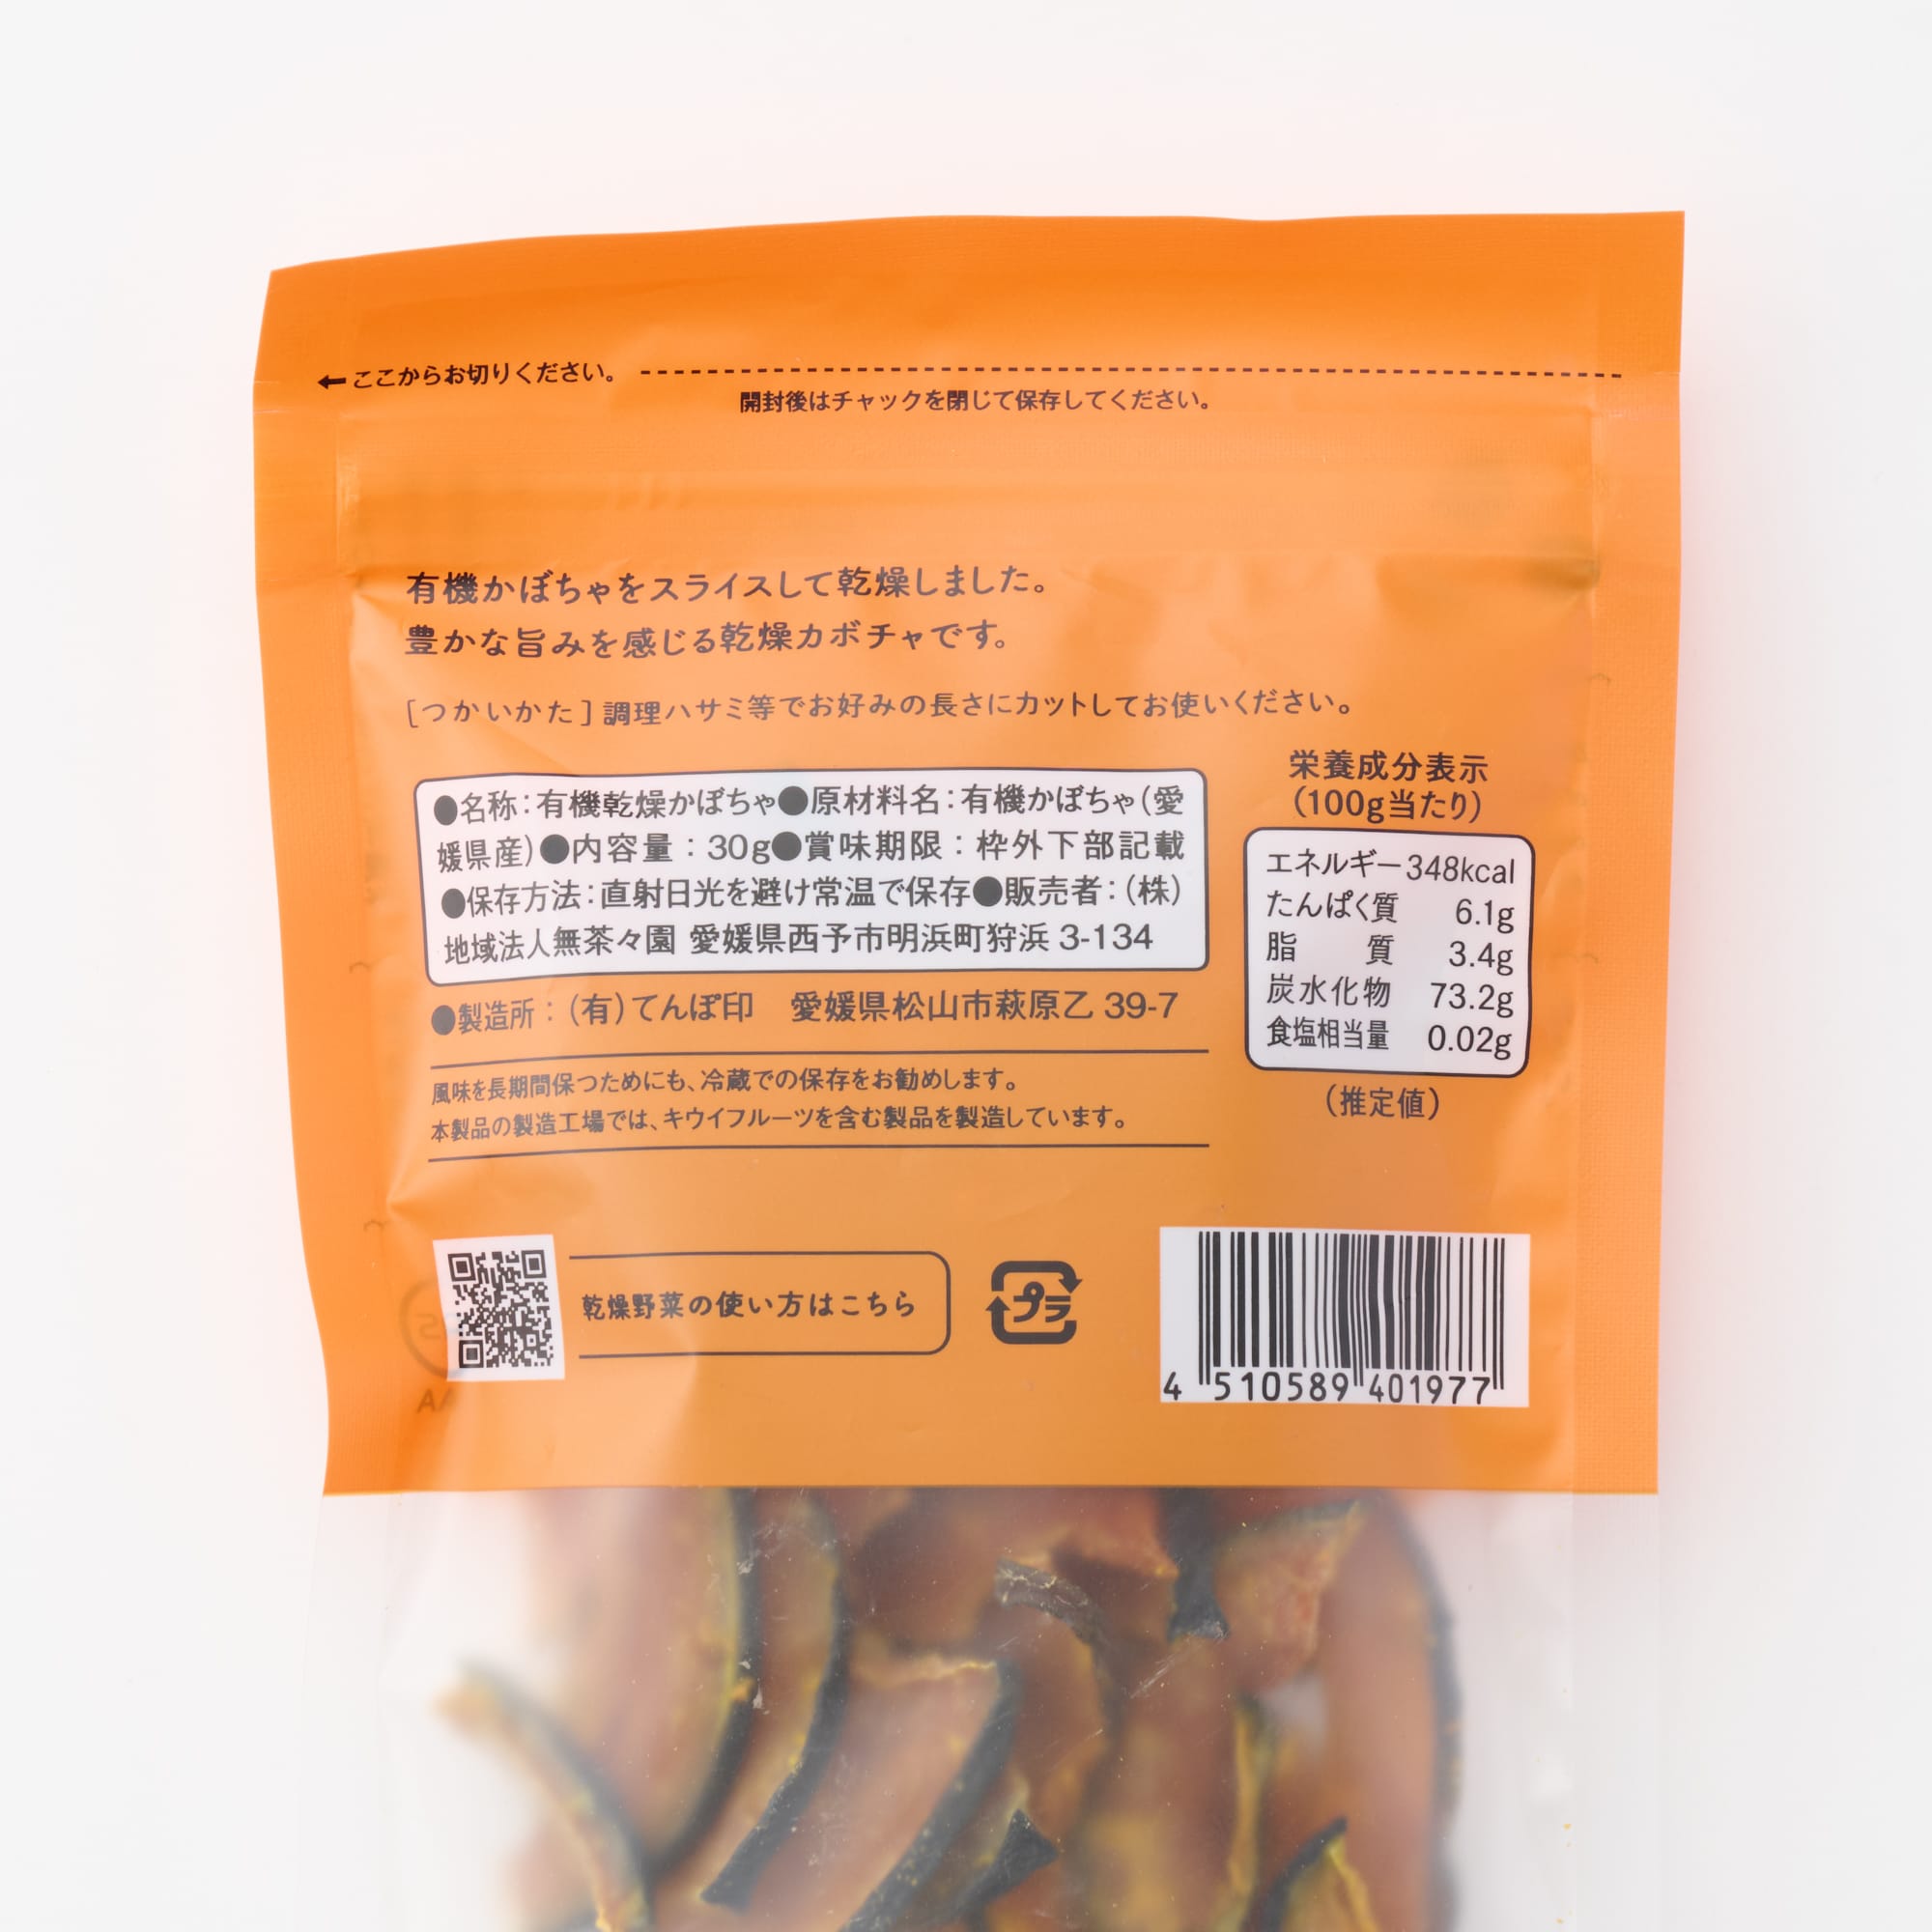 ←ここからお切りください。
開封後はチャックを閉じて保存してください。
有機かぼちゃをスライスして乾燥しました。
豊かな旨みを感じる乾燥カボチャです。
[つかいかた]調理ハサミ等でお好みの長さにカットしてお使いください。
●名称:有機乾燥かぼちゃ●原材料名:有機かぼちゃ(愛
媛県産)●内容量:30g●賞味期限:枠外下部記載
●保存方法:直射日光を避け常温で保存●販売者:(株)
地域法人無茶々園 愛媛県西予市明浜町狩浜 3-134
●製造所:(有)てんぽ印 愛媛県松山市萩原乙 39-7
風味を長期間保つためにも、冷蔵での保存をお勧めします。
本製品の製造工場では、キウイフルーツを含む製品を製造しています。
栄養成分表示
(100g当たり)
エネルギー348kcal
たんぱく質 6.1g
脂質 3.4g
炭水化物 73.2g
食塩相当量 0.02g
(推定値)
乾燥野菜の使い方はこちら
プラ
4 510589 401977